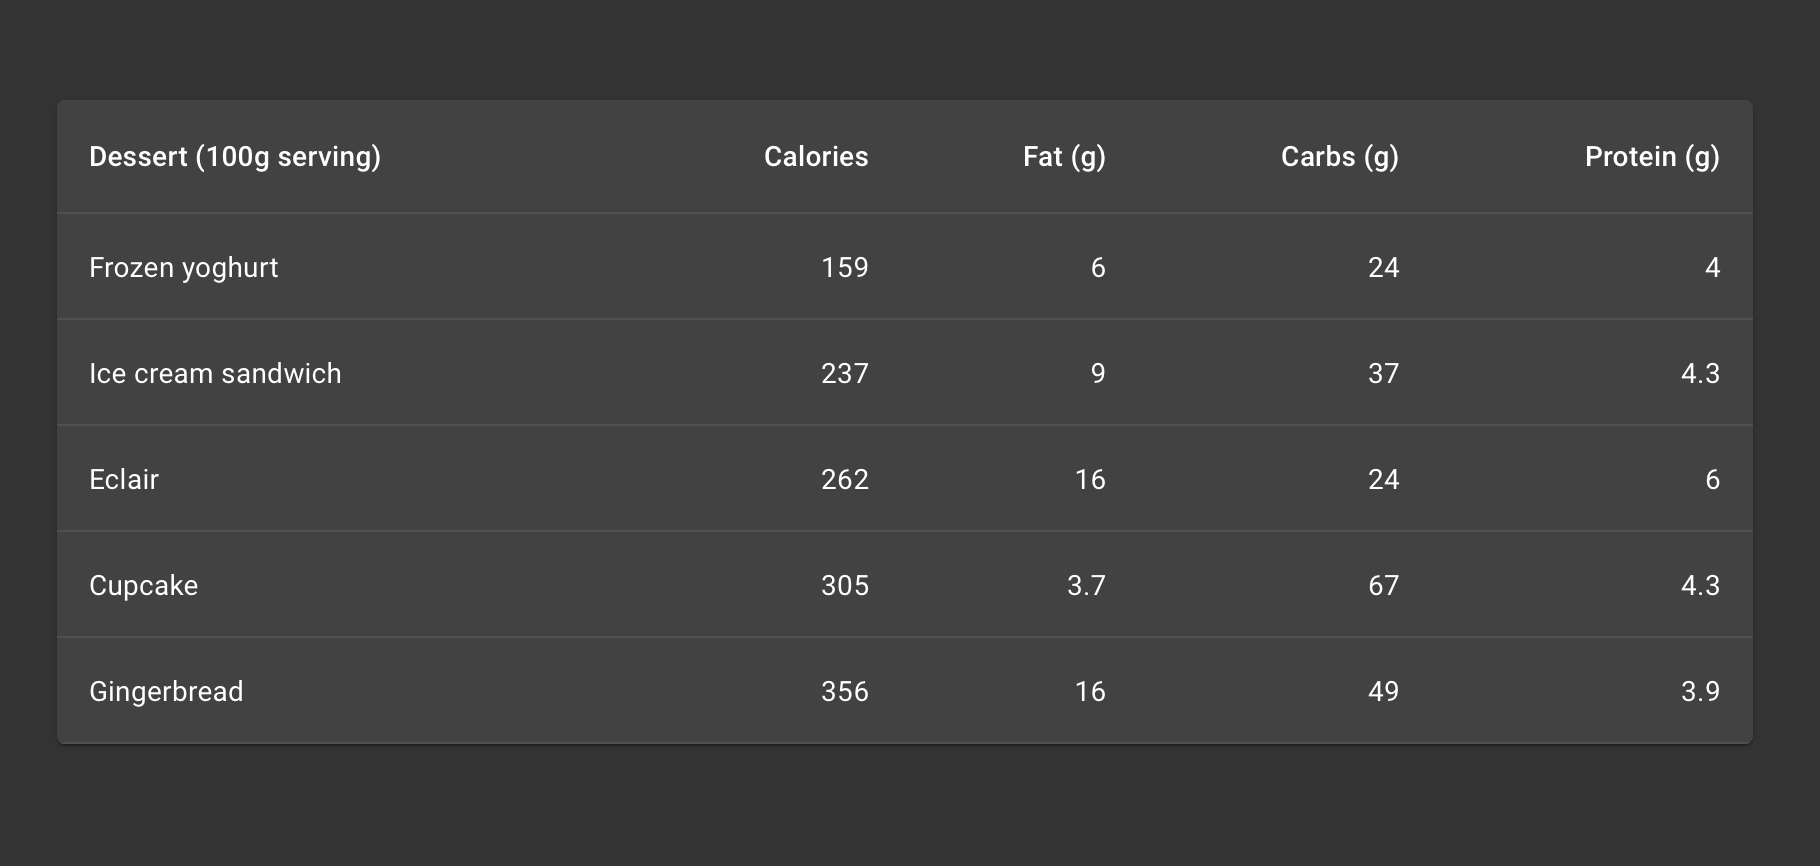 Dessert (100g serving) Calories Fat (g) Carbs (g) Protein (g)
Frozen yoghurt 159 6 24 4
Ice cream sandwich 237 9 37 4.3
Eclair 262 16 24 6
Cupcake 305 3.7 67 4.3
Gingerbread 356 16 49 3.9